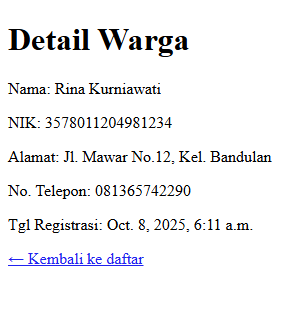 Detail Warga
Nama: Rina Kurniawati
NIK: 3578011204981234
Alamat: Jl. Mawar No.12, Kel. Bandulan
No. Telepon: 081365742290
Tgl Registrasi: Oct. 8, 2025, 6:11 a.m.
← Kembali ke daftar